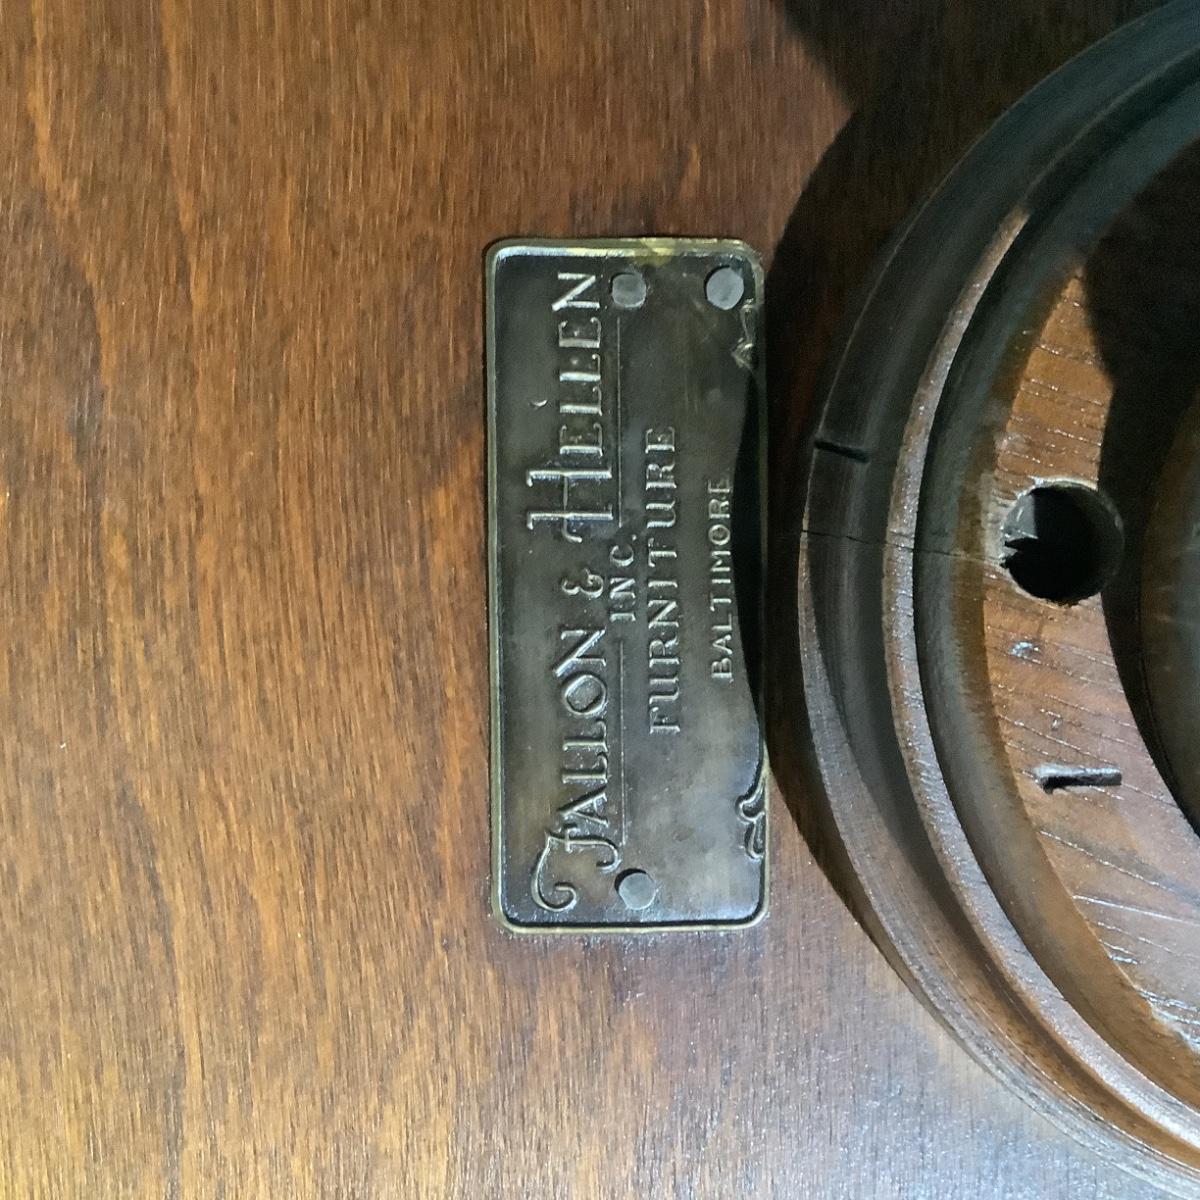 FALLON & HELLEN
INC.
FURNITURE
BALTIMORE